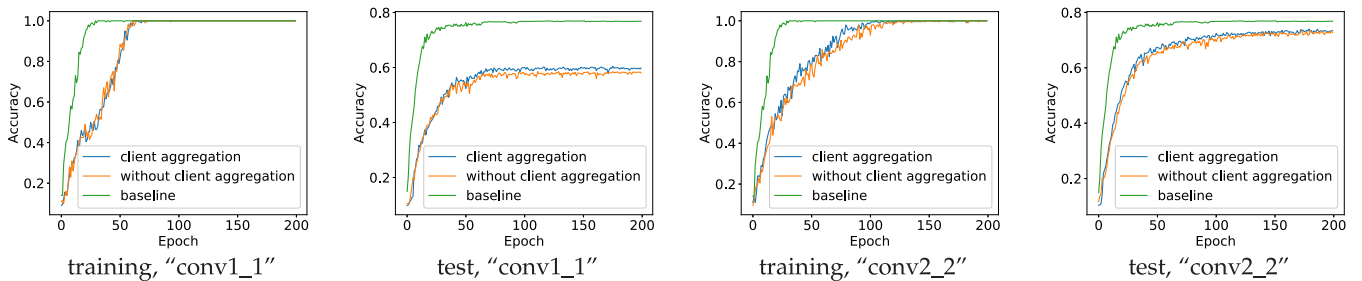 1.0
0.8
0.6
0.4
0.2
Accuracy
client aggregation
without client aggregation
baseline
0 50 100 150 200
Epoch
training, “conv1_1”
0.8
0.6
0.4
0.2
Accuracy
client aggregation
without client aggregation
baseline
0 50 100 150 200
Epoch
test, “conv1_1”
1.0
0.8
0.6
0.4
0.2
Accuracy
client aggregation
without client aggregation
baseline
0 50 100 150 200
Epoch
training, “conv2_2”
0.8
0.6
0.4
0.2
Accuracy
client aggregation
without client aggregation
baseline
0 50 100 150 200
Epoch
test, “conv2_2”